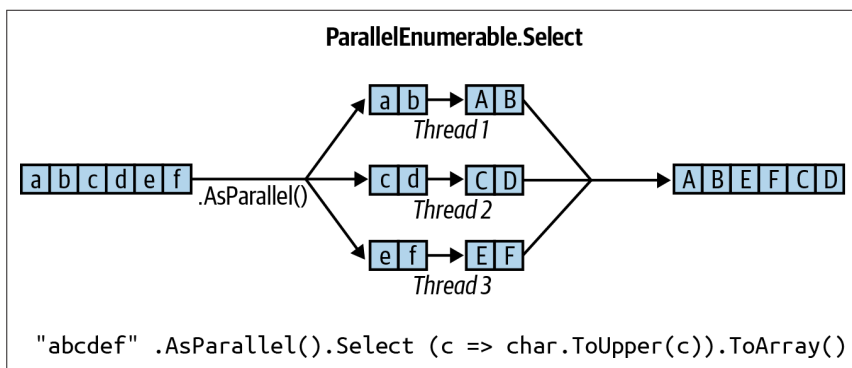 ParallelEnumerable.Select
a b A B
Thread 1
a b c d e f .AsParallel() c d C D A B E F C D
Thread 2
e f E F
Thread 3
"abcdef" .AsParallel().Select (c => char.ToUpper(c)).ToArray()